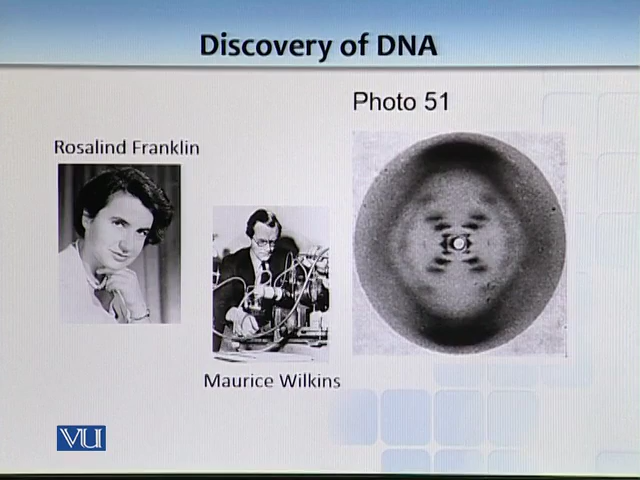 Discovery of DNA
Photo 51
Rosalind Franklin
Maurice Wilkins
VU